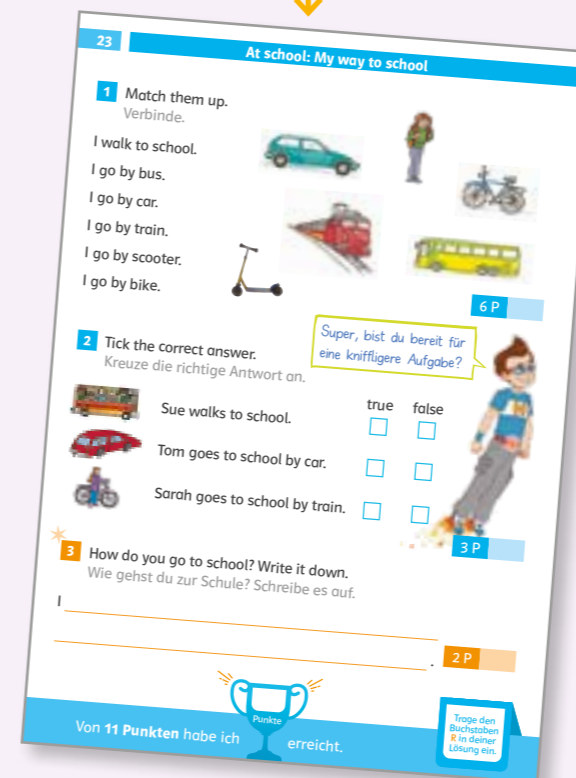 23
At school: My way to school
1 Match them up.
Verbinde.
I walk to school.
I go by bus.
I go by car.
I go by train.
I go by scooter.
I go by bike.
6 P
2 Tick the correct answer.
Kreuze die richtige Antwort an.
Super, bist du bereit für
eine kniffligere Aufgabe?
true false
Sue walks to school.
Tom goes to school by car.
Sarah goes to school by train.
3 P
3 How do you go to school? Write it down.
Wie gehst du zur Schule? Schreibe es auf.
I
.
2 P
Von 11 Punkten habe ich
Punkte
erreicht.
Trage den
Buchstaben
R in deiner
Lösung ein.